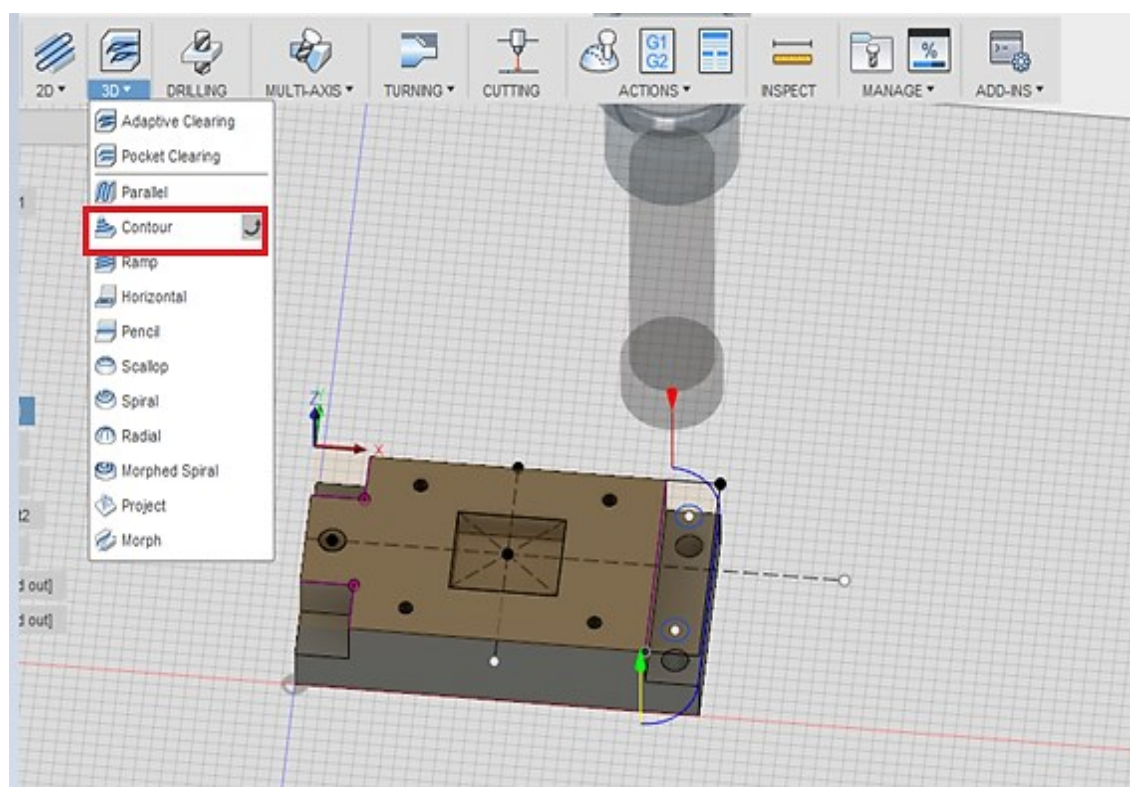 G1
G2
%
2D 3D DRILLING MULTI-AXIS TURNING CUTTING ACTIONS INSPECT MANAGE ADD-INS
Adaptive Clearing
Pocket Clearing
Parallel
Contour
Ramp
Horizontal
Pencil
Scallop
Spiral
Radial
Morphed Spiral
Project
Morph
d out]
d out]
Z
X